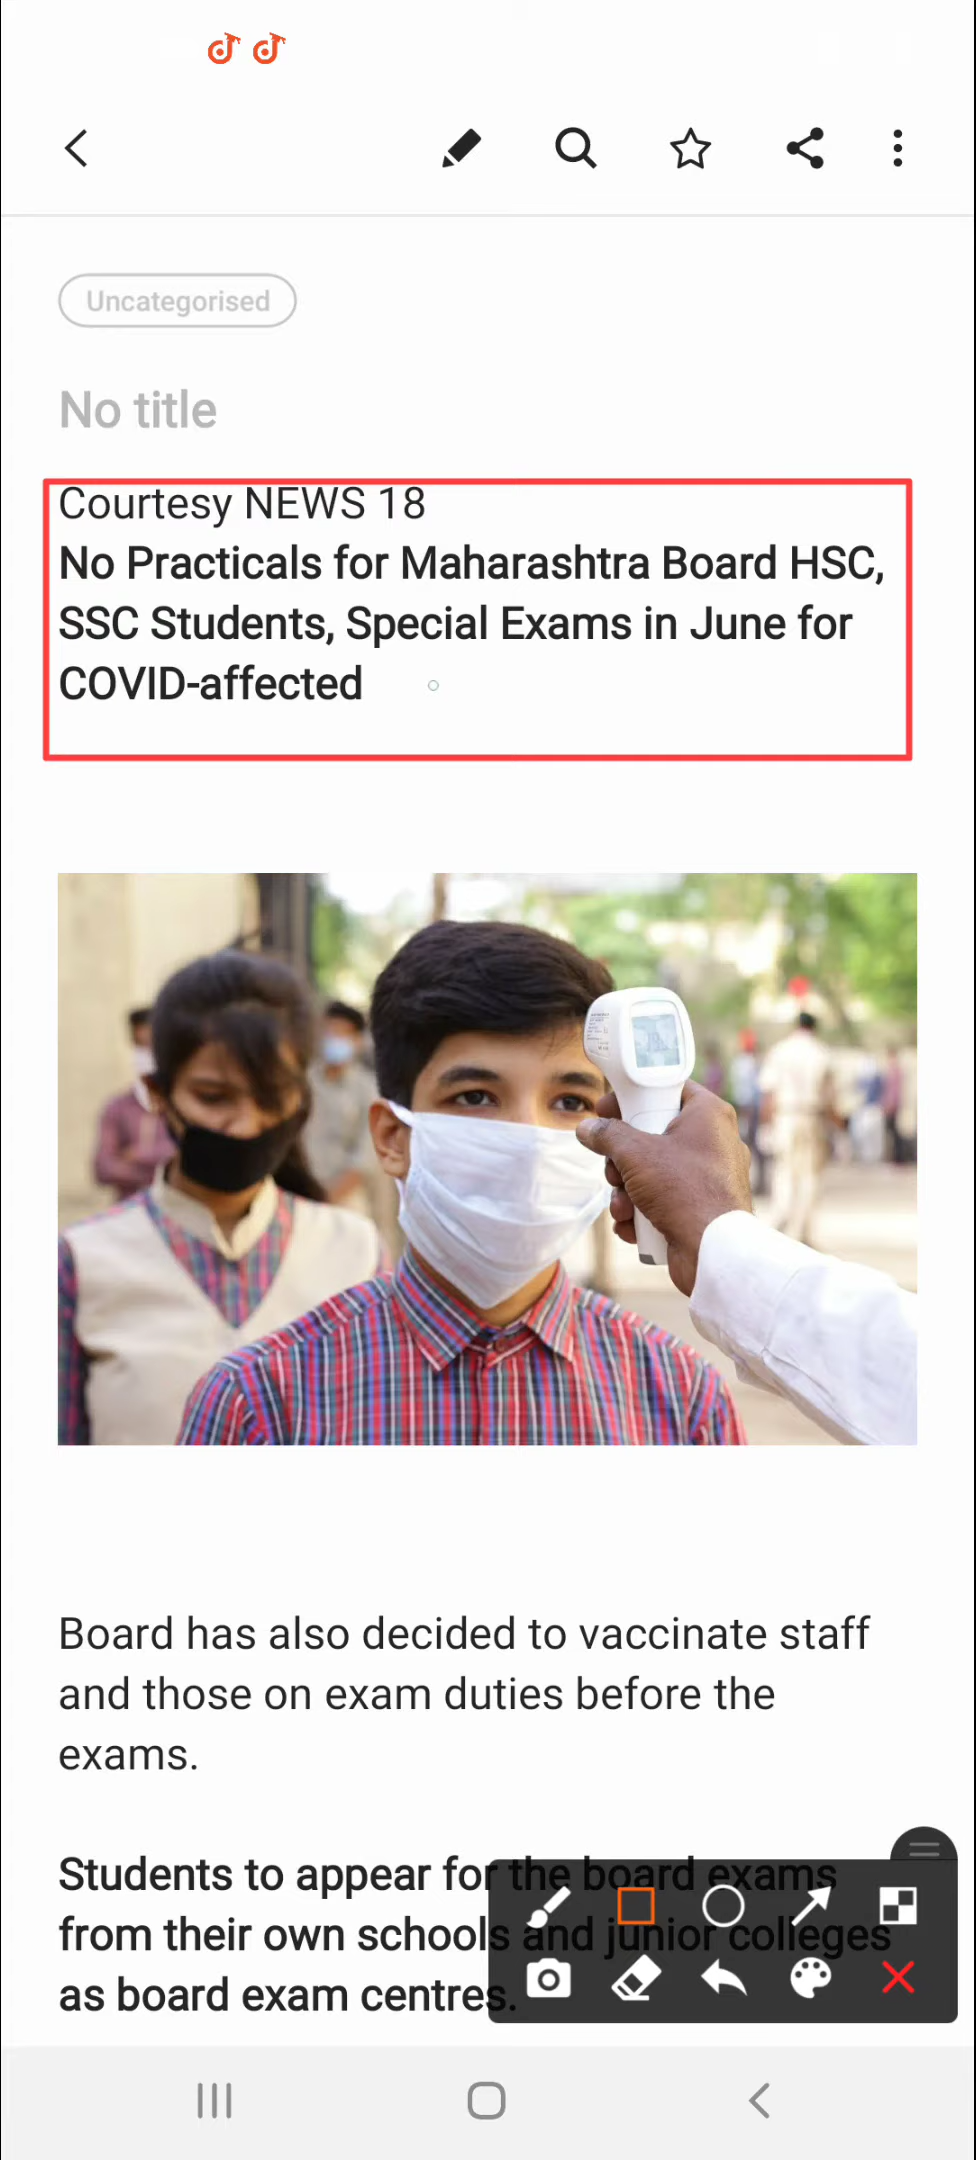 Uncategorised
No title
Courtesy NEWS 18
No Practicals for Maharashtra Board HSC,
SSC Students, Special Exams in June for
COVID-affected
Board has also decided to vaccinate staff
and those on exam duties before the
exams.
Students to appear for the board exams
from their own schools and junior colleges
as board exam centres.